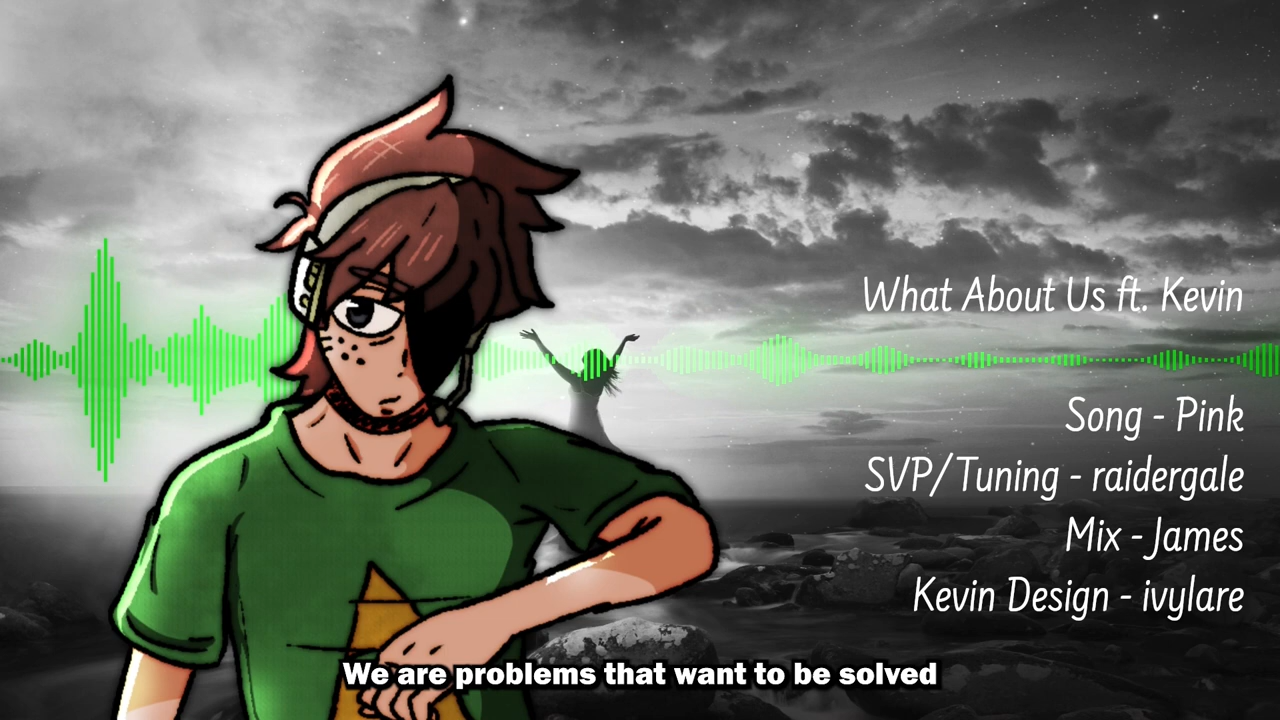 What About Us ft. Kevin
Song - Pink
SVP/Tuning - raidergale
Mix - James
Kevin Design - ivylare
We are problems that want to be solved